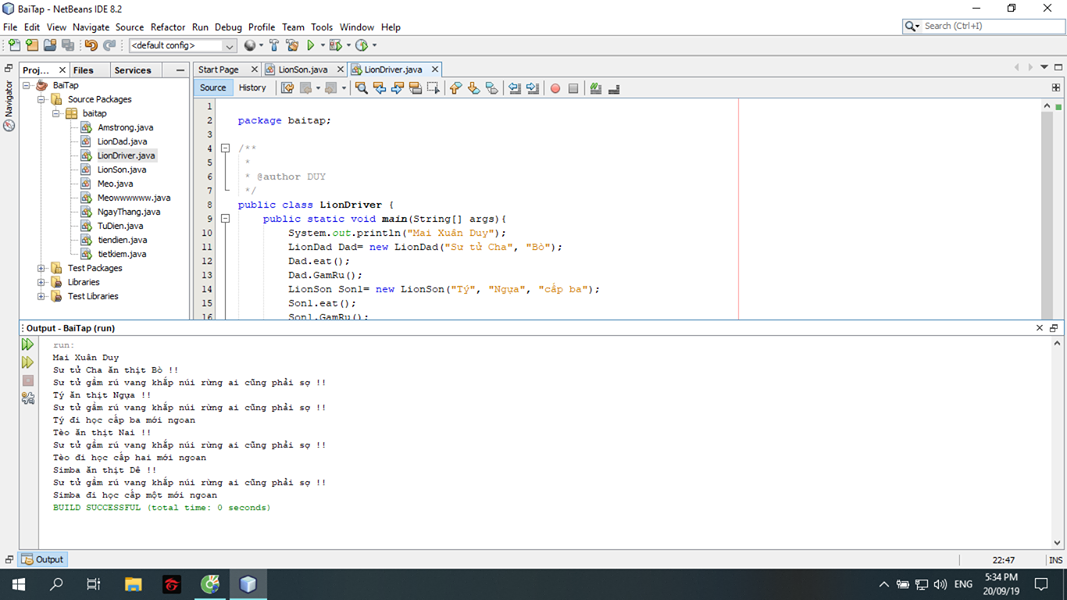 BaiTap - NetBeans IDE 8.2
File Edit View Navigate Source Refactor Run Debug Profile Team Tools Window Help
Search (Ctrl+I)
<default config>
Proj... Files Services
Start Page LionSon.java LionDriver.java
Source History
Navigator
BaiTap
Source Packages
baitap
Amstrong.java
LionDad.java
LionDriver.java
LionSon.java
Meo.java
Meowwwwww.java
NgayThang.java
TuDien.java
tiendien.java
tietkiem.java
Test Packages
Libraries
Test Libraries
1
2 package baitap;
3
4 /**
5 *
6 * @author DUY
7 */
8 public class LionDriver {
9 public static void main(String[] args){
10 System.out.println("Mai Xuân Duy");
11 LionDad Dad= new LionDad("Sư tử Cha", "Bò");
12 Dad.eat();
13 Dad.GamRu();
14 LionSon Son1= new LionSon("Tý", "Ngựa", "cấp ba");
15 Son1.eat();
16 Son1.GamRu();
Output - BaiTap (run)
run:
Mai Xuân Duy
Sư tử Cha ăn thịt Bò !!
Sư tử gầm rú vang khắp núi rừng ai cũng phải sợ !!
Tý ăn thịt Ngựa !!
Sư tử gầm rú vang khắp núi rừng ai cũng phải sợ !!
Tý đi học cấp ba mới ngoan
Tèo ăn thịt Nai !!
Sư tử gầm rú vang khắp núi rừng ai cũng phải sợ !!
Tèo đi học cấp hai mới ngoan
Simba ăn thịt Dê !!
Sư tử gầm rú vang khắp núi rừng ai cũng phải sợ !!
Simba đi học cấp một mới ngoan
BUILD SUCCESSFUL (total time: 0 seconds)
Output
22:47 INS
ENG
5:34 PM
20/09/19